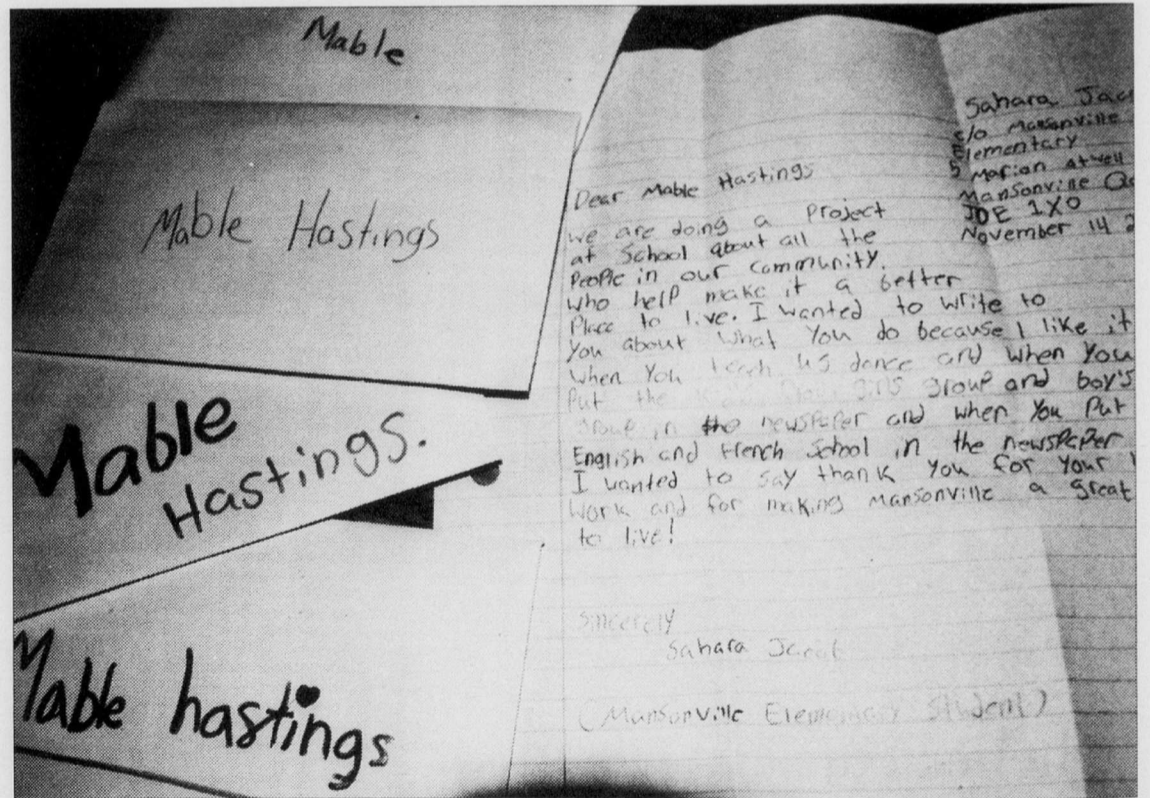 Mable
Mable Hastings
Mable
Hastings.
Mable hastings
Sahara
c/o Mansonville
Elementary
5 Marian Atwell
Mansonville
J0E 1X0
November 14
Dear Mable Hastings
we are doing a Project
at School about all the
People in our community.
who help make it a better
Place to live. I wanted to write to
You about what You do because I like it
when You teach us dance and when You
Put the girls group and boy's
group in the newspaper and when You Put
English and french School in the newspaper
I wanted to say thank You for Your
work and for making Mansonville a great
to live!
Sincerely
Sahara
(Mansonville Elementary Student)